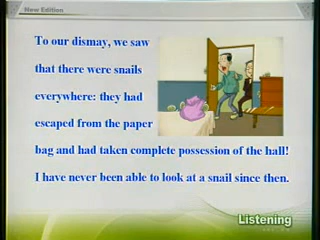 New Edition
To our dismay, we saw
that there were snails
everywhere: they had
escaped from the paper
bag and had taken complete possession of the hall!
I have never been able to look at a snail since then.
Listening